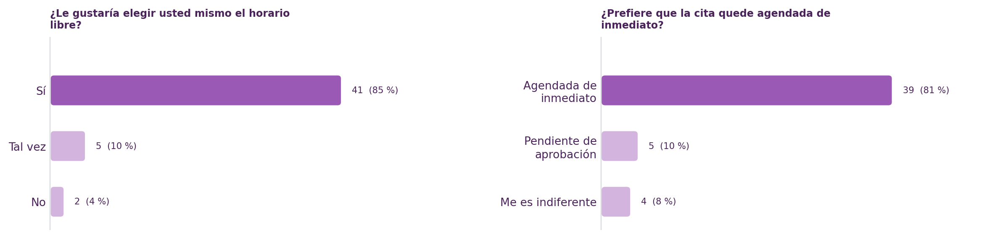 ¿Le gustaría elegir usted mismo el horario
libre?
Sí
41 (85 %)
Tal vez
5 (10 %)
No
2 (4 %)
¿Prefiere que la cita quede agendada de
inmediato?
Agendada de
inmediato
39 (81 %)
Pendiente de
aprobación
5 (10 %)
Me es indiferente
4 (8 %)